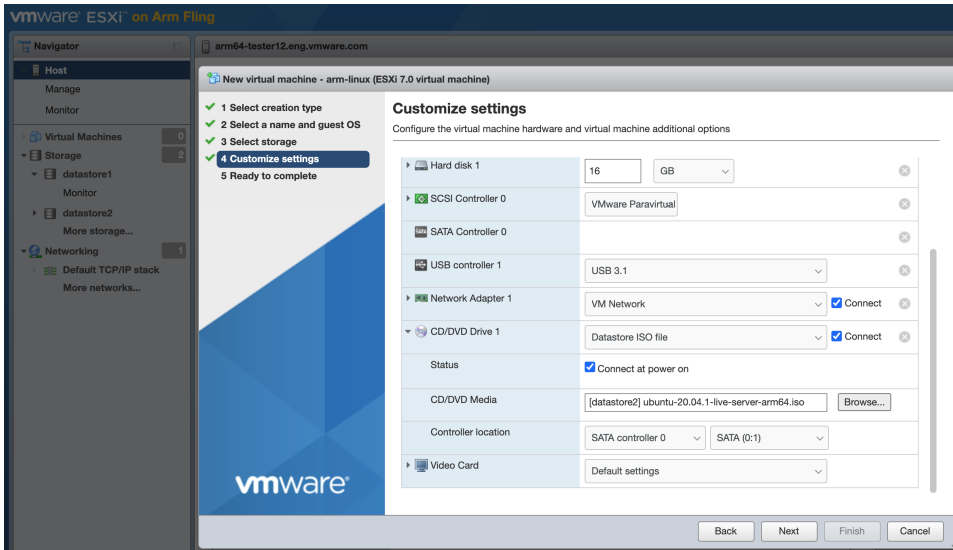 vmware® ESXi™ on Arm Fling
Navigator
arm64-tester12.eng.vmware.com
Host
Manage
Monitor
Virtual Machines 0
Storage 2
datastore1
Monitor
datastore2
More storage...
Networking 1
Default TCP/IP stack
More networks...
New virtual machine - arm-linux (ESXi 7.0 virtual machine)
1 Select creation type
2 Select a name and guest OS
3 Select storage
4 Customize settings
5 Ready to complete
vmware®
Customize settings
Configure the virtual machine hardware and virtual machine additional options
Hard disk 1 16 GB
SCSI Controller 0 VMware Paravirtual
SATA Controller 0
USB controller 1 USB 3.1
Network Adapter 1 VM Network Connect
CD/DVD Drive 1 Datastore ISO file Connect
Status Connect at power on
CD/DVD Media [datastore2] ubuntu-20.04.1-live-server-arm64.iso Browse...
Controller location SATA controller 0 SATA (0:1)
Video Card Default settings
Back Next Finish Cancel